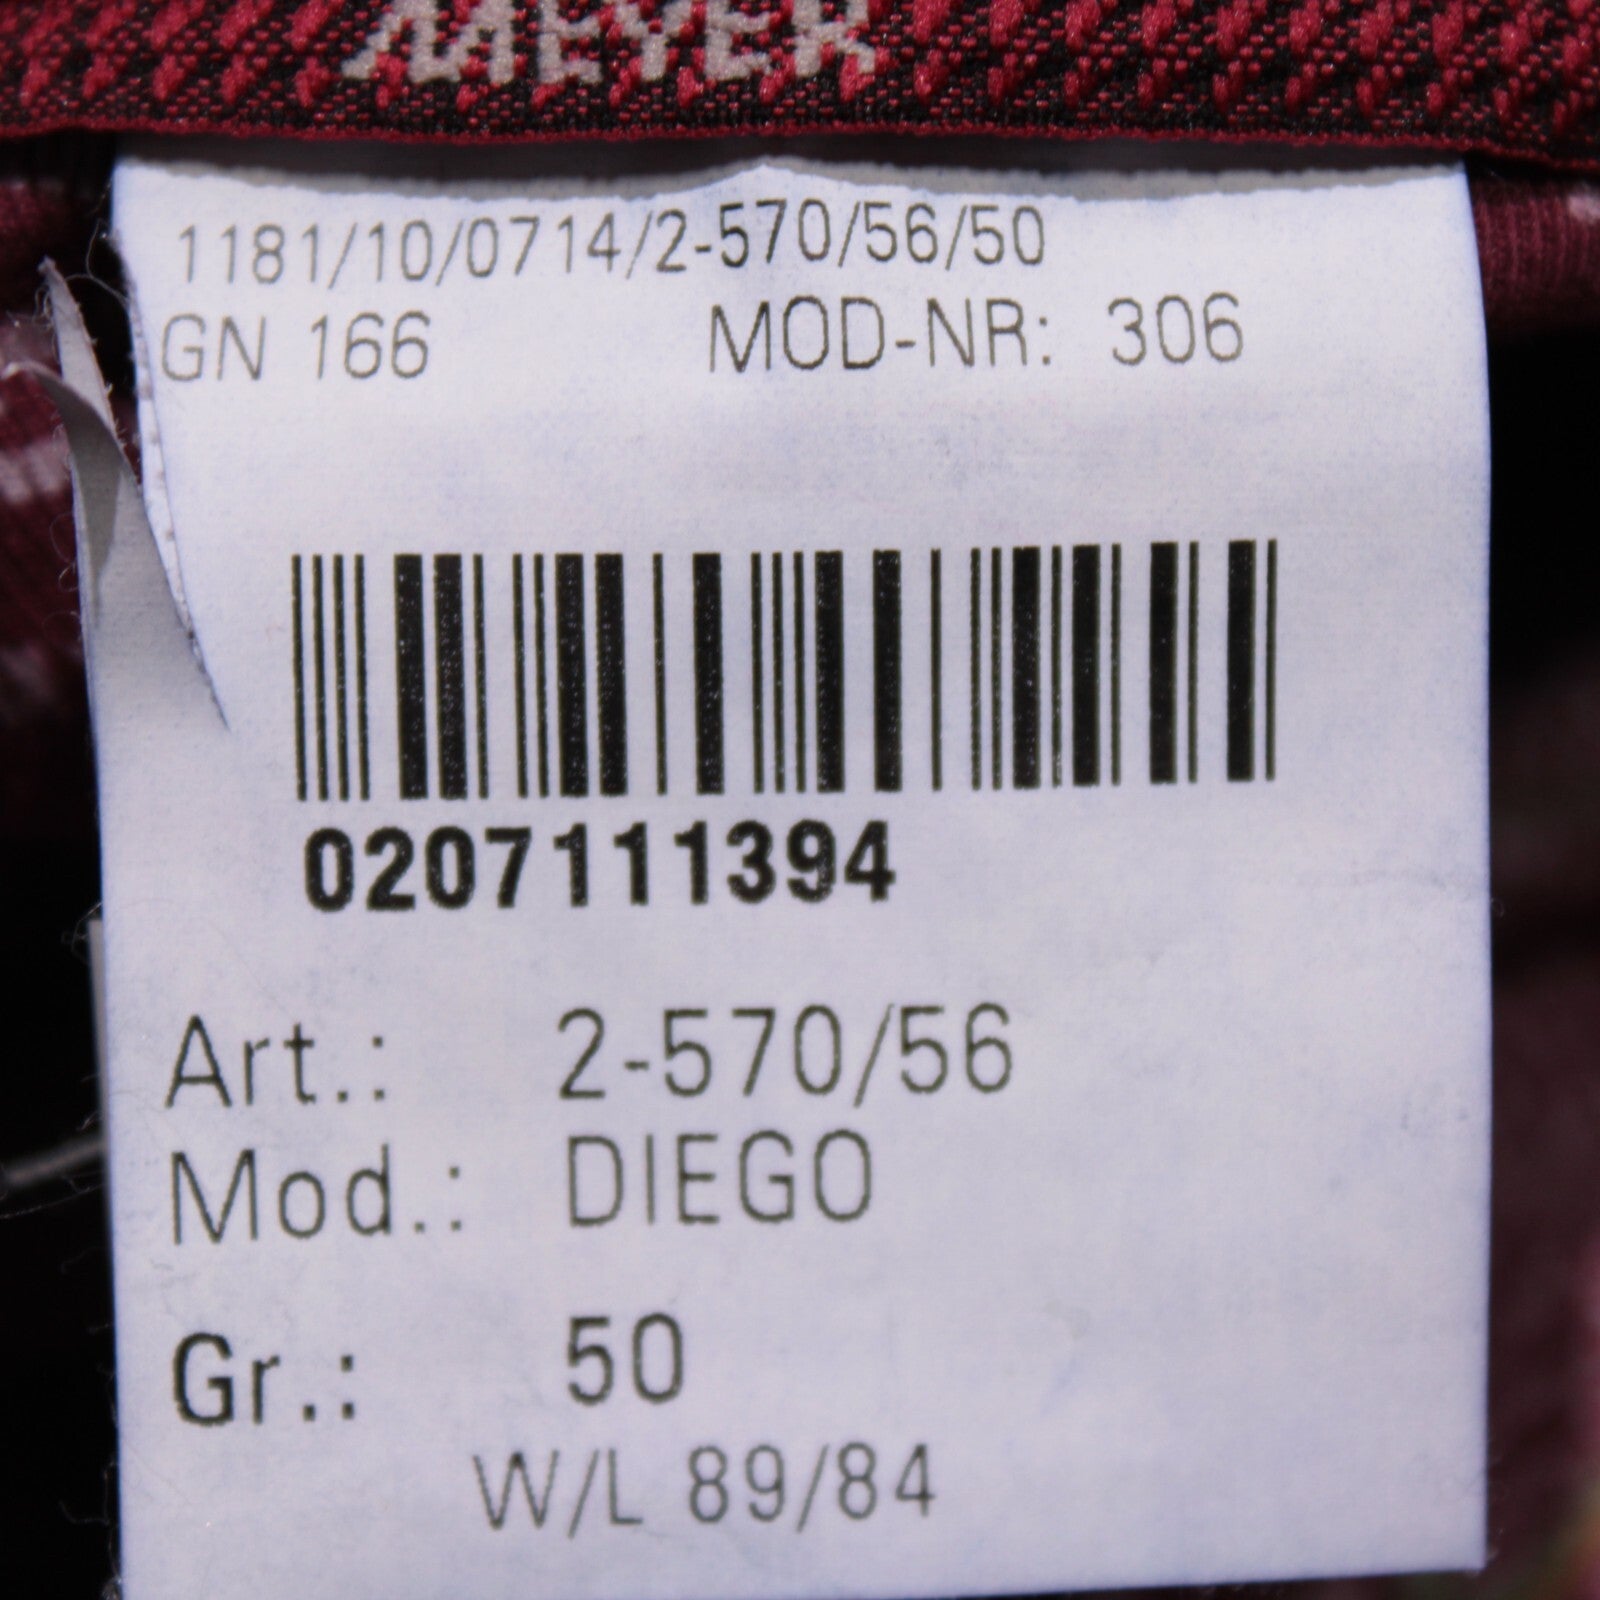 MEYER
1181/10/0714/2-570/56/50
GN 166 MOD-NR: 306
0207111394
Art.: 2-570/56
Mod.: DIEGO
Gr.: 50
W/L 89/84